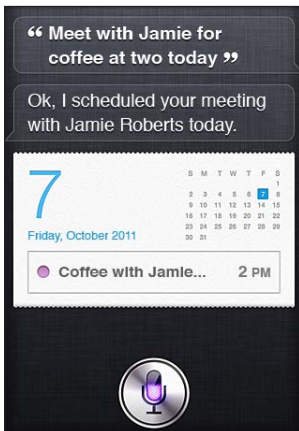 “ Meet with Jamie for
coffee at two today ”
Ok, I scheduled your meeting
with Jamie Roberts today.
7
Friday, October 2011
S M T W T F S
1
2 3 4 5 6 7 8
9 10 11 12 13 14 15
16 17 18 19 20 21 22
23 24 25 26 27 28 29
30 31
Coffee with Jamie... 2 PM